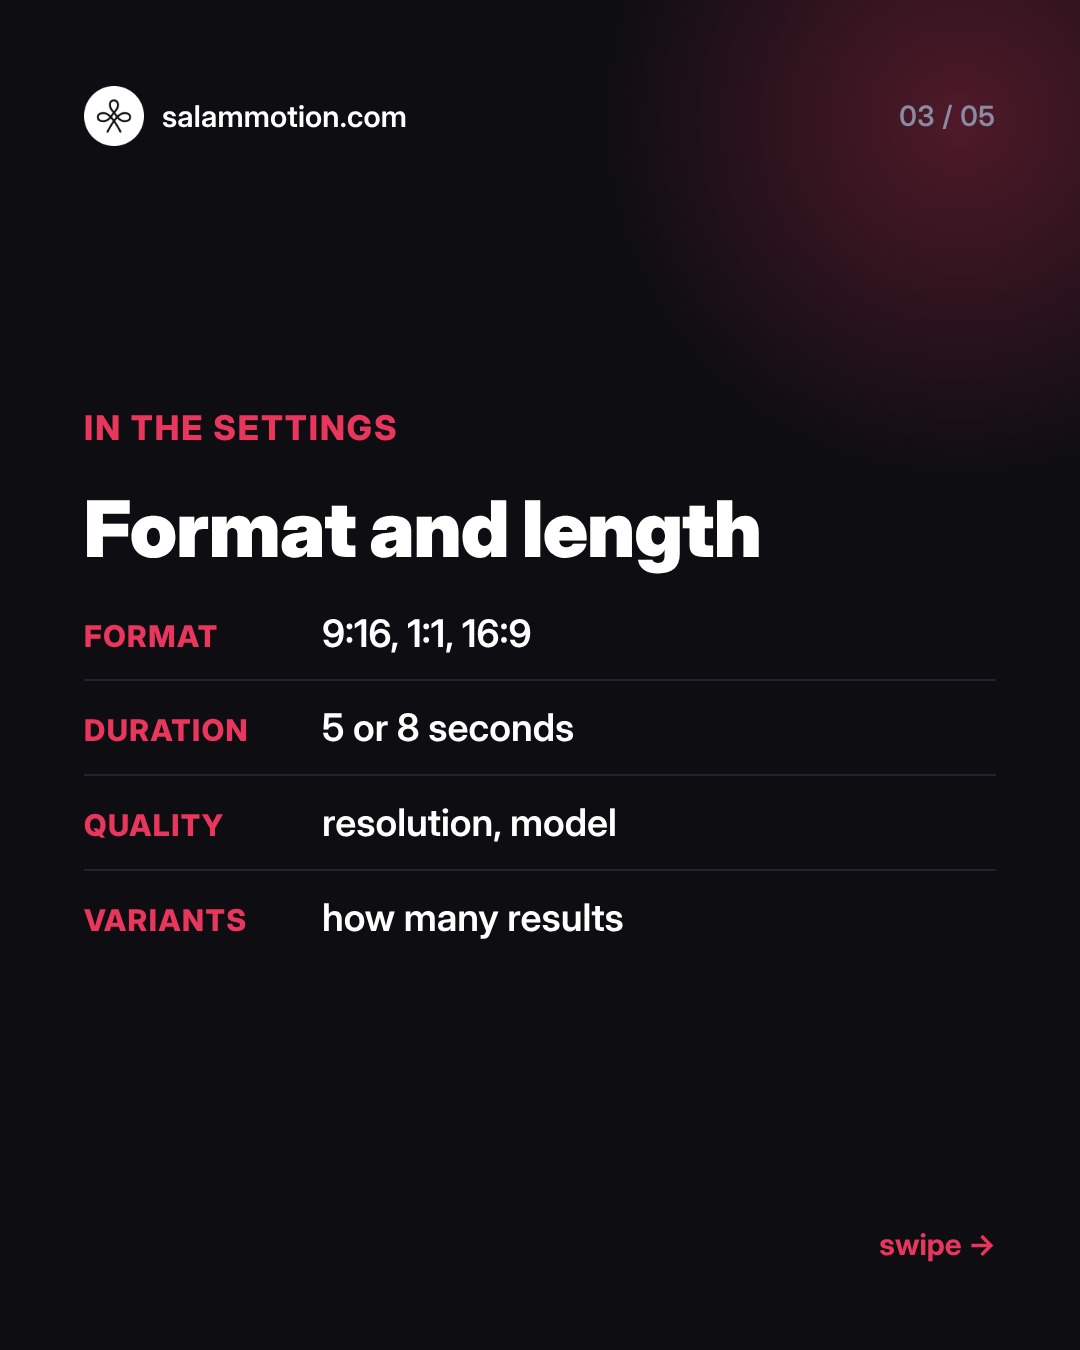 salammotion.com
03 / 05
IN THE SETTINGS
Format and length
FORMAT 9:16, 1:1, 16:9
DURATION 5 or 8 seconds
QUALITY resolution, model
VARIANTS how many results
swipe →